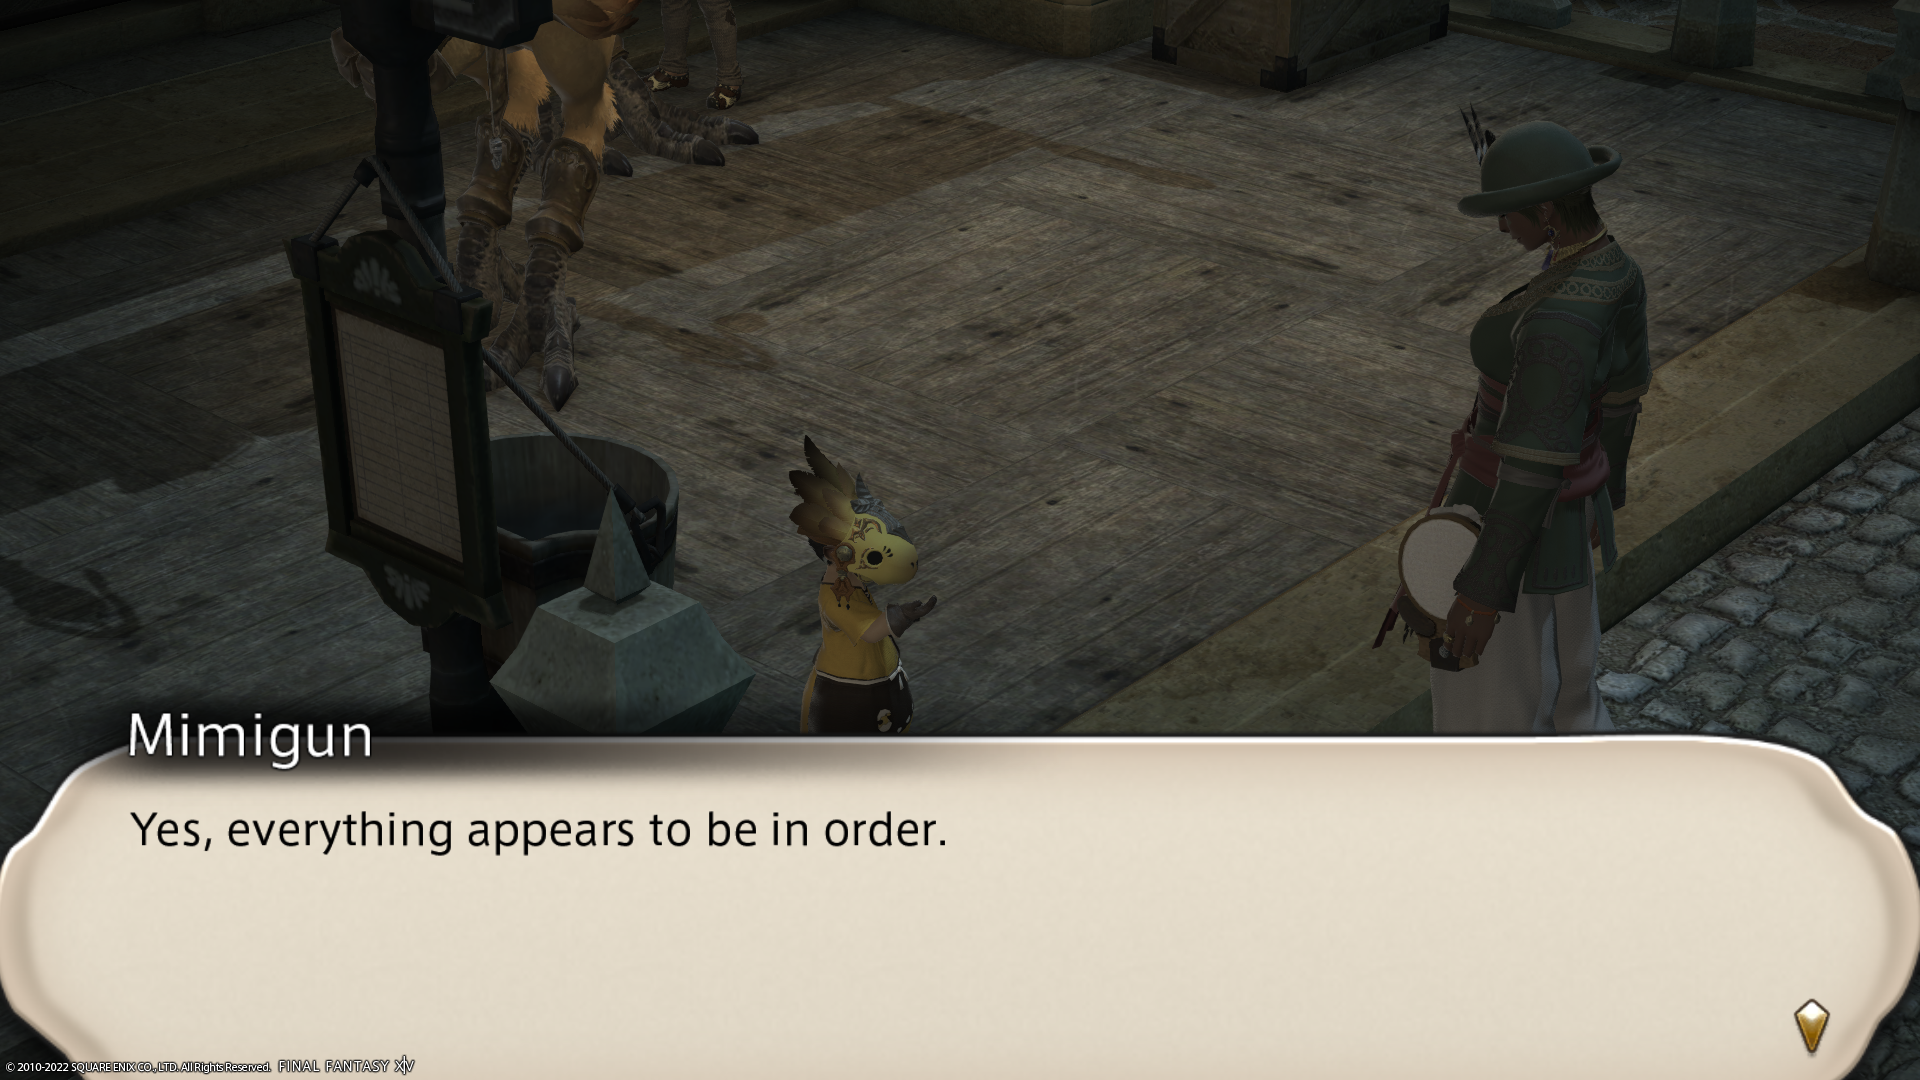 Mimigun
Yes, everything appears to be in order.
© 2010-2022 SQUARE ENIX CO., LTD. All Rights Reserved. FINAL FANTASY XIV